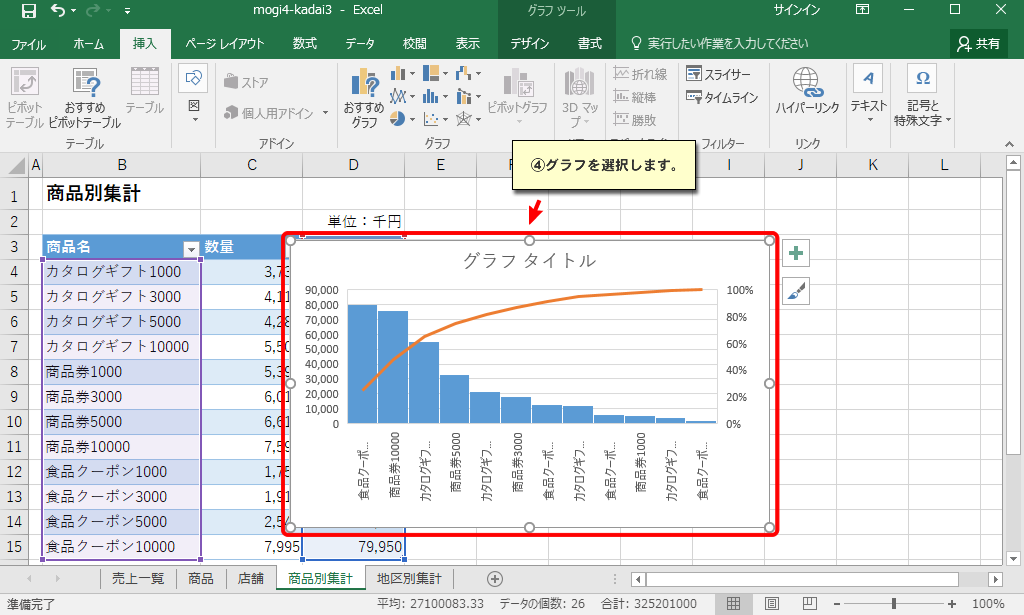 mogi4-kadai3 - Excel
グラフ ツール
サインイン
ファイル ホーム 挿入 ページ レイアウト 数式 データ 校閲 表示 デザイン 書式 実行したい作業を入力してください 共有
ピボット
テーブル
おすすめ
ピボットテーブル
テーブル
テーブル
図
ストア
個人用アドイン
アドイン
おすすめ
グラフ
ピボットグラフ
グラフ
3D マッ
プ
折れ線
縦棒
勝敗
スライサー
タイムライン
フィルター
ハイパーリンク
リンク
テキスト
記号と
特殊文字
④グラフを選択します。
A B C D E I J K L
1 商品別集計
2 単位：千円
3 商品名 数量
4 カタログギフト1000 3,73
5 カタログギフト3000 4,11
6 カタログギフト5000 4,28
7 カタログギフト10000 5,50
8 商品券1000 5,39
9 商品券3000 6,01
10 商品券5000 6,61
11 商品券10000 7,59
12 食品クーポン1000 1,78
13 食品クーポン3000 1,91
14 食品クーポン5000 2,54
15 食品クーポン10000 7,995 79,950
グラフ タイトル
90,000
80,000
70,000
60,000
50,000
40,000
30,000
20,000
10,000
0
100%
80%
60%
40%
20%
0%
食品クーポ...
商品券10000
カタログギフ...
商品券5000
カタログギフ...
商品券3000
食品クーポ...
カタログギフ...
食品クーポ...
商品券1000
カタログギフ...
食品クーポ...
売上一覧 商品 店舗 商品別集計 地区別集計
準備完了
平均: 27100083.33 データの個数: 26 合計: 325201000 100%